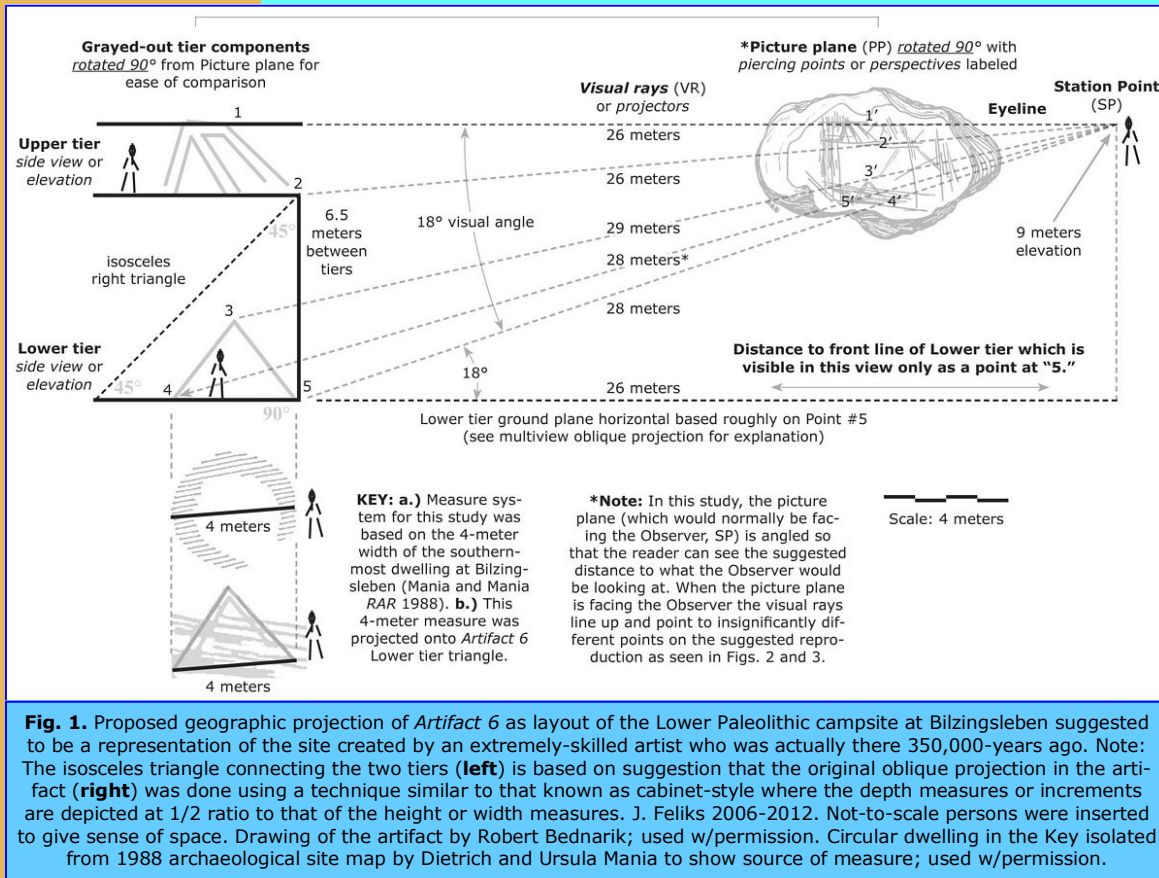 Grayed-out tier components
rotated 90° from Picture plane for
ease of comparison
*Picture plane (PP) rotated 90° with
piercing points or perspectives labeled
Visual rays (VR)
or projectors
Station Point
(SP)
Eyeline
1
1′
26 meters
Upper tier
side view or
elevation
2′
2
26 meters
3′
5′
4′
45°
6.5
meters
between
tiers
18° visual angle
29 meters
9 meters
elevation
isosceles
right triangle
28 meters*
28 meters
3
Lower tier
side view or
elevation
Distance to front line of Lower tier which is
visible in this view only as a point at “5.”
18°
45°
4
5
26 meters
90°
Lower tier ground plane horizontal based roughly on Point #5
(see multiview oblique projection for explanation)
4 meters
4 meters
KEY: a.) Measure sys-
tem for this study was
based on the 4-meter
width of the southern-
most dwelling at Bilzing-
sleben (Mania and Mania
RAR 1988). b.) This
4-meter measure was
projected onto Artifact 6
Lower tier triangle.
*Note: In this study, the picture
plane (which would normally be fac-
ing the Observer, SP) is angled so
that the reader can see the suggested
distance to what the Observer would
be looking at. When the picture plane
is facing the Observer the visual rays
line up and point to insignificantly dif-
ferent points on the suggested repro-
duction as seen in Figs. 2 and 3.
Scale: 4 meters
Fig. 1. Proposed geographic projection of Artifact 6 as layout of the Lower Paleolithic campsite at Bilzingsleben suggested
to be a representation of the site created by an extremely-skilled artist who was actually there 350,000-years ago. Note:
The isosceles triangle connecting the two tiers (left) is based on suggestion that the original oblique projection in the arti-
fact (right) was done using a technique similar to that known as cabinet-style where the depth measures or increments
are depicted at 1/2 ratio to that of the height or width measures. J. Feliks 2006-2012. Not-to-scale persons were inserted
to give sense of space. Drawing of the artifact by Robert Bednarik; used w/permission. Circular dwelling in the Key isolated
from 1988 archaeological site map by Dietrich and Ursula Mania to show source of measure; used w/permission.